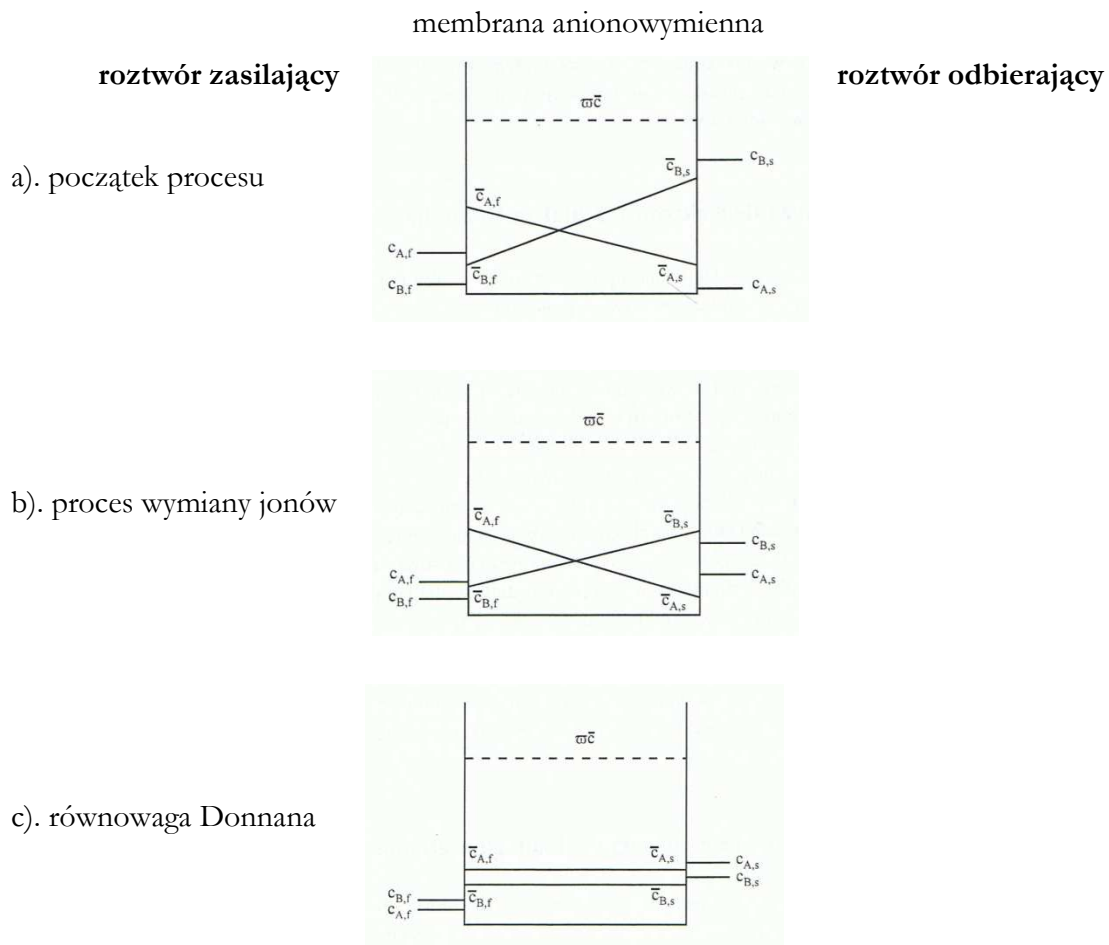 membrana anionowymienna
roztwór zasilający roztwór odbierający
ϖc̄
c̄B,s
cB,s
a). początek procesu
c̄A,f
cA,f
c̄B,f
c̄A,s
cB,f
cA,s
ϖc̄
b). proces wymiany jonów
c̄A,f
c̄B,s
cB,s
cA,f
cA,s
cB,f
c̄B,f
c̄A,s
ϖc̄
c). równowaga Donnana
c̄A,f
c̄A,s
cA,s
cB,s
cB,f
c̄B,f
c̄B,s
cA,f